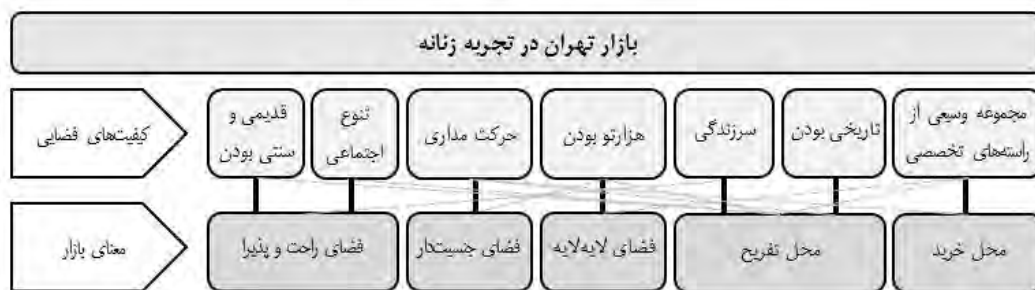 بازار تهران در تجربه زنانه
کیفیت‌های فضایی
مجموعه وسیعی از
راسته‌های تخصصی
تاریخی بودن
سرزندگی
هزارتو بودن
حرکت مداری
تنوع
اجتماعی
قدیمی و
سنتی بودن
معنای بازار
محل خرید
محل تفریح
فضای لایه‌لایه
فضای جسیت‌دار
فضای راحت و پذیرا